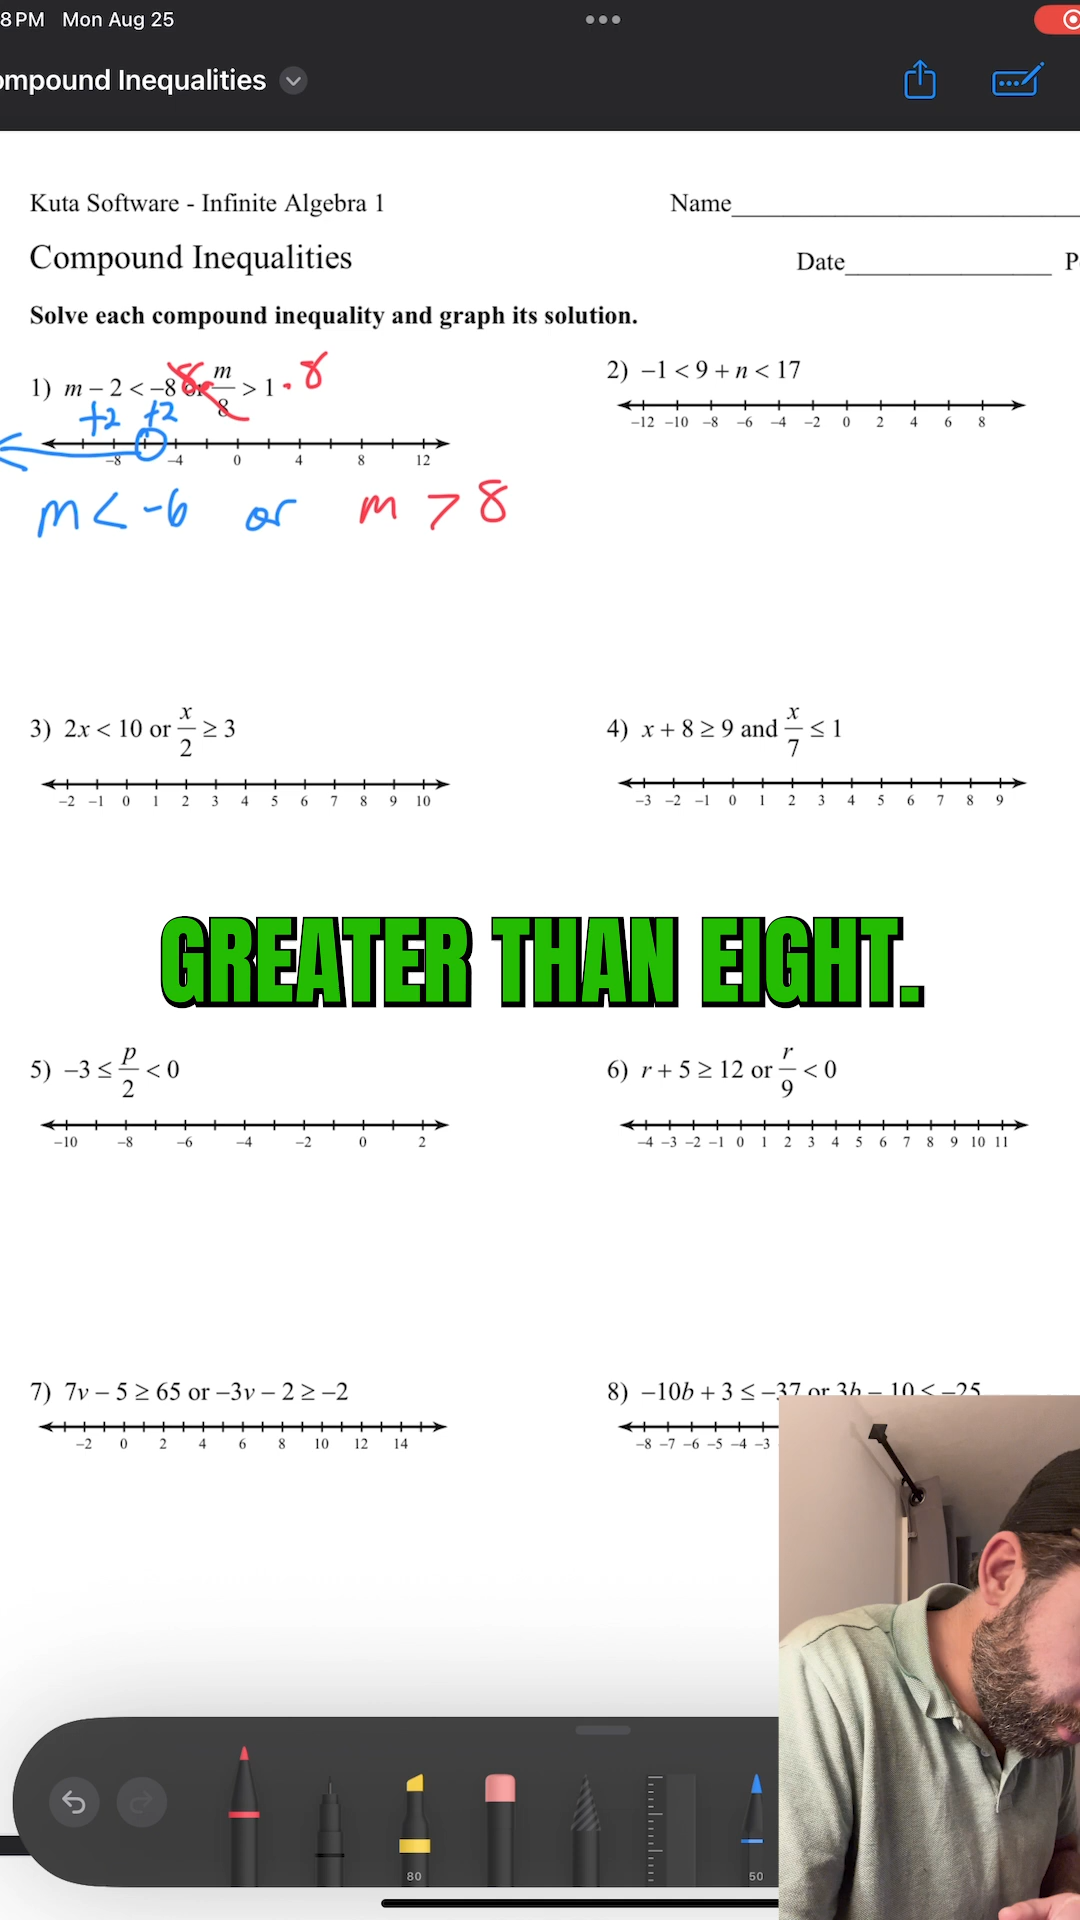 8 PM Mon Aug 25
ompound Inequalities
Kuta Software - Infinite Algebra 1
Name
Compound Inequalities
Date
P
Solve each compound inequality and graph its solution.
1) m – 2 < –8 or m/8 > 1 · 8
8
+2 +2
–8 –4 0 4 8 12
m < -6 or m > 8
2) –1 < 9 + n < 17
–12 –10 –8 –6 –4 –2 0 2 4 6 8
3) 2x < 10 or x/2 ≥ 3
–2 –1 0 1 2 3 4 5 6 7 8 9 10
4) x + 8 ≥ 9 and x/7 ≤ 1
–3 –2 –1 0 1 2 3 4 5 6 7 8 9
GREATER THAN EIGHT.
5) –3 ≤ p/2 < 0
–10 –8 –6 –4 –2 0 2
6) r + 5 ≥ 12 or r/9 < 0
–4 –3 –2 –1 0 1 2 3 4 5 6 7 8 9 10 11
7) 7v – 5 ≥ 65 or –3v – 2 ≥ –2
–2 0 2 4 6 8 10 12 14
8) –10b + 3 ≤ –37 or 3b – 10 ≤ –25
–8 –7 –6 –5 –4 –3
80
50